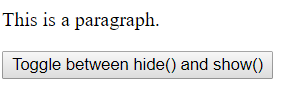 This is a paragraph.
Toggle between hide() and show()